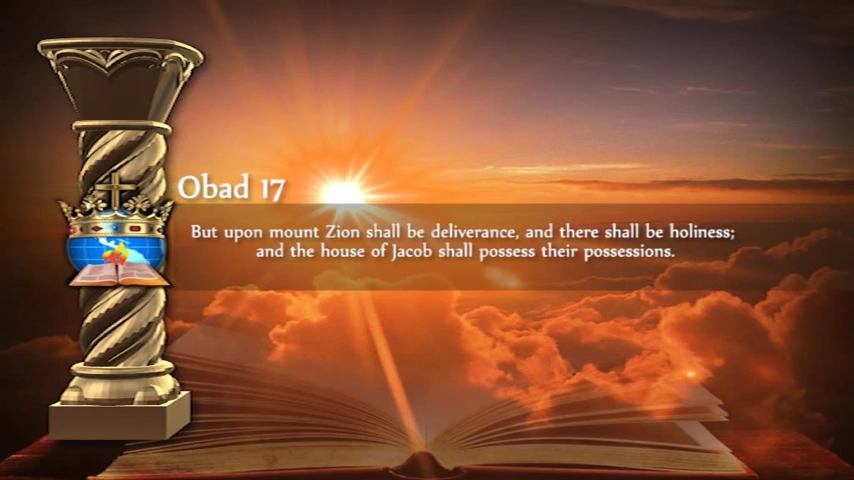 Obad 17
But upon mount Zion shall be deliverance, and there shall be holiness;
and the house of Jacob shall possess their possessions.